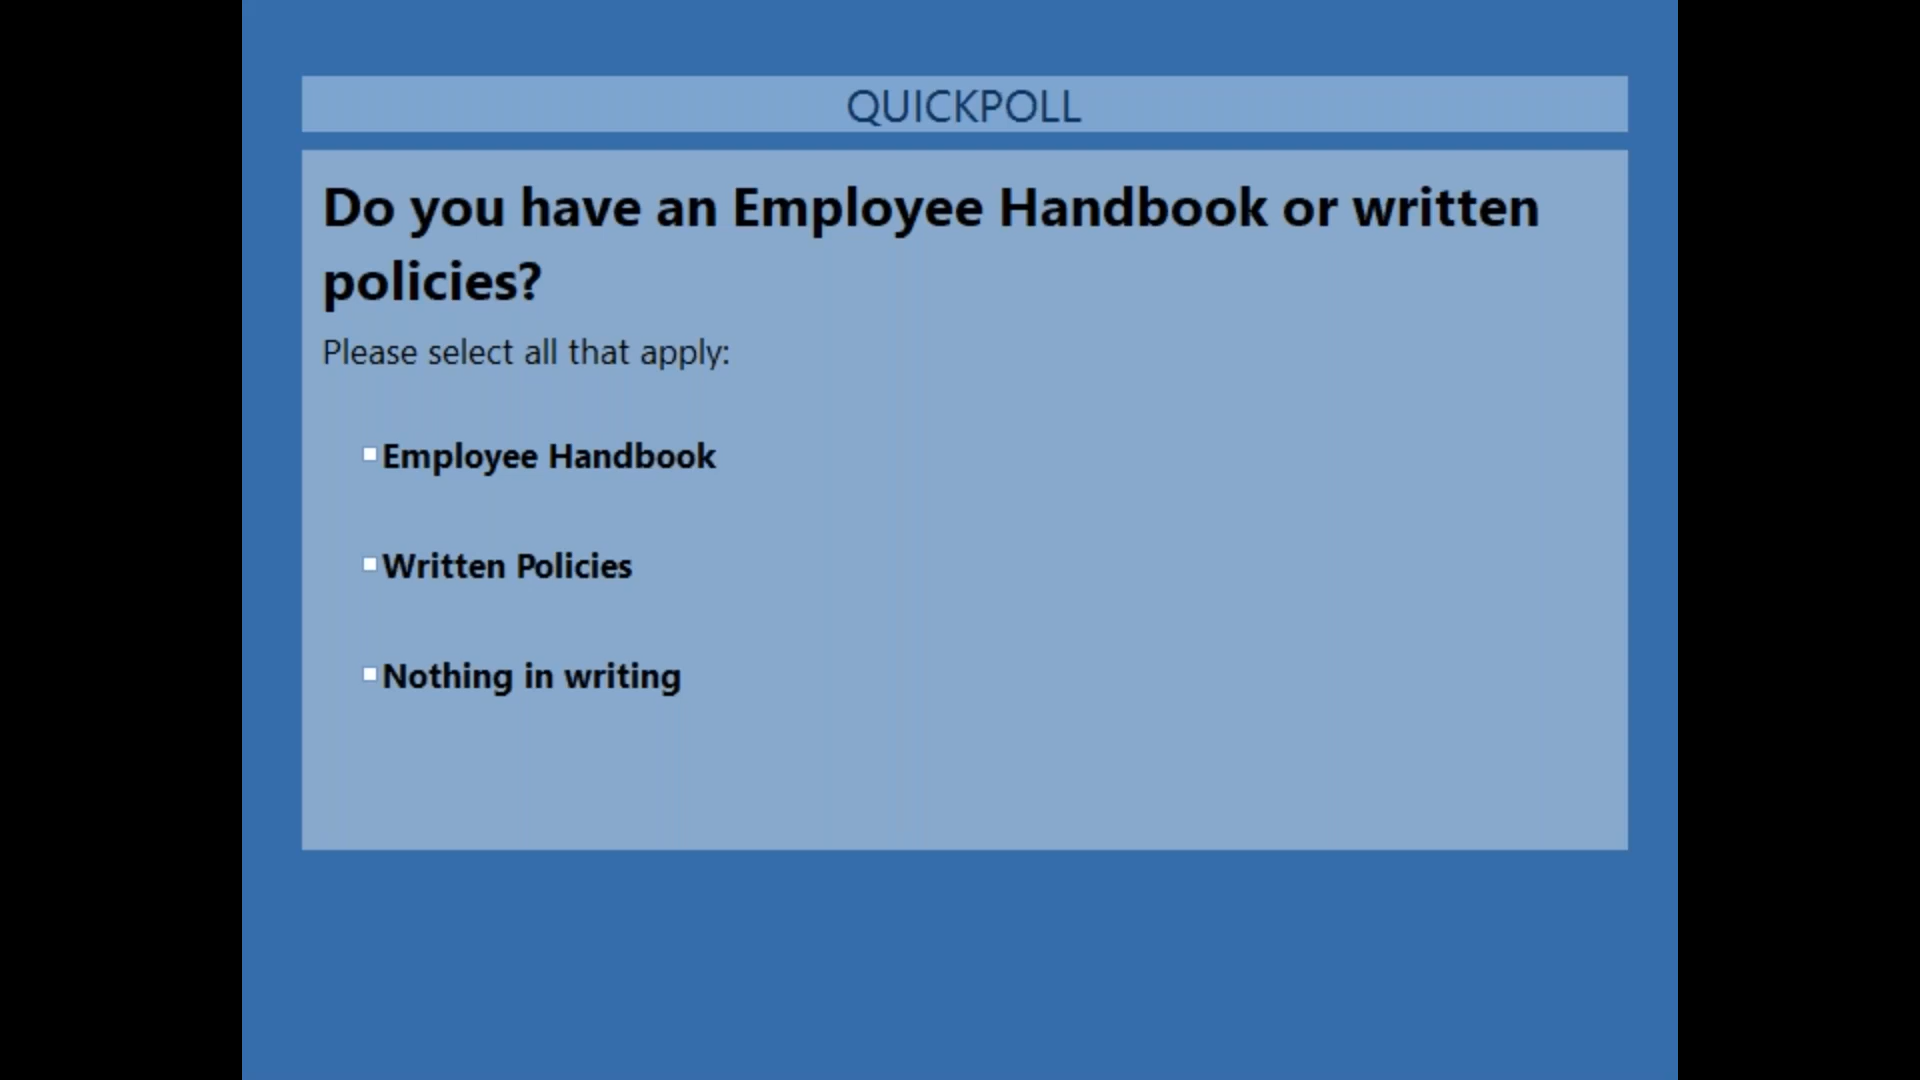 QUICKPOLL
Do you have an Employee Handbook or written
policies?
Please select all that apply:
Employee Handbook
Written Policies
Nothing in writing